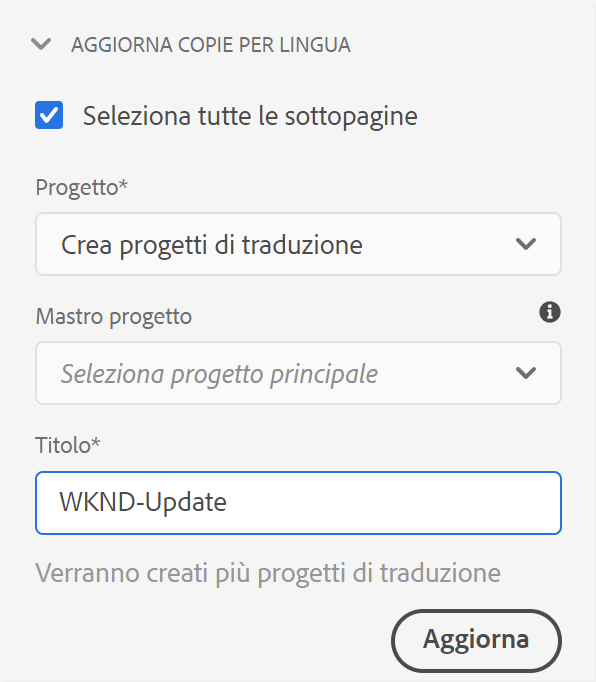 AGGIORNA COPIE PER LINGUA
Seleziona tutte le sottopagine
Progetto*
Crea progetti di traduzione
Mastro progetto
Seleziona progetto principale
Titolo*
WKND-Update
Verranno creati più progetti di traduzione
Aggiorna